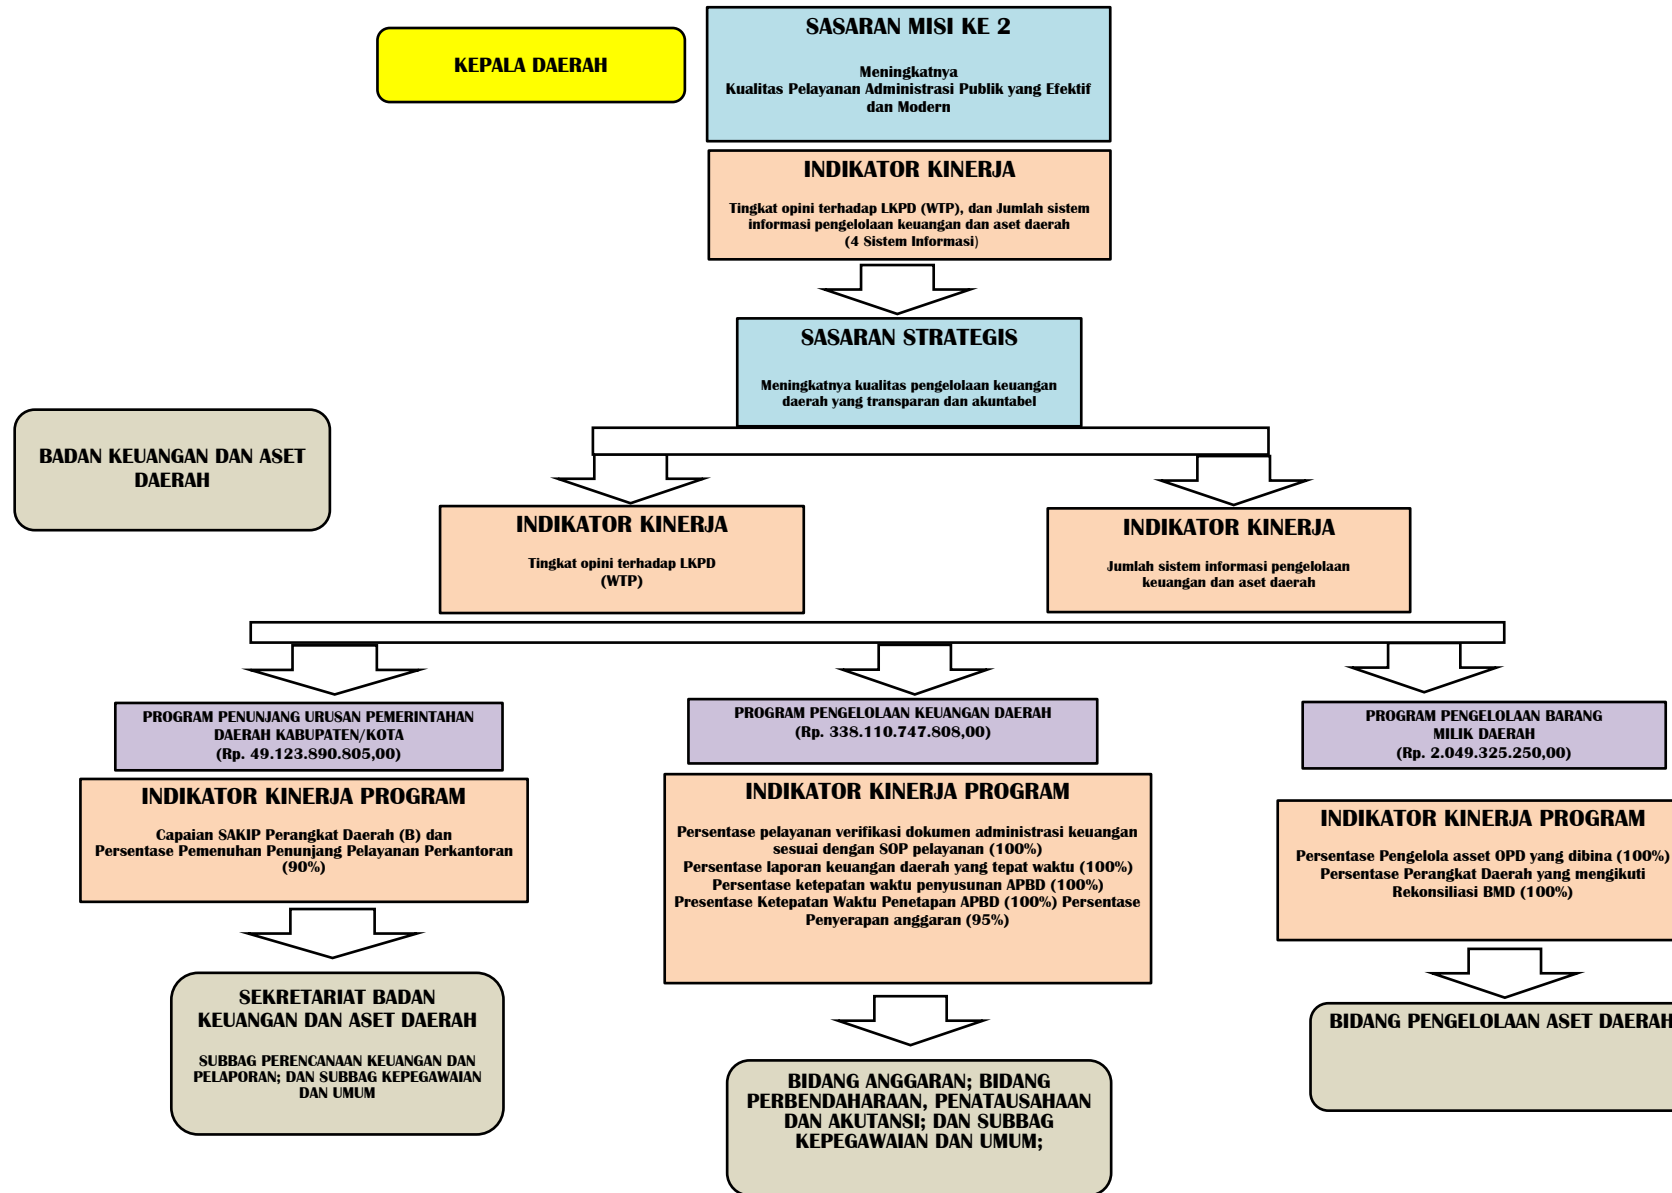 KEPALA DAERAH
SASARAN MISI KE 2
Meningkatnya
Kualitas Pelayanan Administrasi Publik yang Efektif
dan Modern
INDIKATOR KINERJA
Tingkat opini terhadap LKPD (WTP), dan Jumlah sistem
informasi pengelolaan keuangan dan aset daerah
(4 Sistem Informasi)
SASARAN STRATEGIS
Meningkatnya kualitas pengelolaan keuangan
daerah yang transparan dan akuntabel
BADAN KEUANGAN DAN ASET
DAERAH
INDIKATOR KINERJA
Tingkat opini terhadap LKPD
(WTP)
INDIKATOR KINERJA
Jumlah sistem informasi pengelolaan
keuangan dan aset daerah
PROGRAM PENUNJANG URUSAN PEMERINTAHAN
DAERAH KABUPATEN/KOTA
(Rp. 49.123.890.805,00)
INDIKATOR KINERJA PROGRAM
Capaian SAKIP Perangkat Daerah (B) dan
Persentase Pemenuhan Penunjang Pelayanan Perkantoran
(90%)
SEKRETARIAT BADAN
KEUANGAN DAN ASET DAERAH
SUBBAG PERENCANAAN KEUANGAN DAN
PELAPORAN; DAN SUBBAG KEPEGAWAIAN
DAN UMUM
PROGRAM PENGELOLAAN KEUANGAN DAERAH
(Rp. 338.110.747.808,00)
INDIKATOR KINERJA PROGRAM
Persentase pelayanan verifikasi dokumen administrasi keuangan
sesuai dengan SOP pelayanan (100%)
Persentase laporan keuangan daerah yang tepat waktu (100%)
Persentase ketepatan waktu penyusunan APBD (100%)
Presentase Ketepatan Waktu Penetapan APBD (100%) Persentase
Penyerapan anggaran (95%)
BIDANG ANGGARAN; BIDANG
PERBENDAHARAAN, PENATAUSAHAAN
DAN AKUTANSI; DAN SUBBAG
KEPEGAWAIAN DAN UMUM;
PROGRAM PENGELOLAAN BARANG
MILIK DAERAH
(Rp. 2.049.325.250,00)
INDIKATOR KINERJA PROGRAM
Persentase Pengelola asset OPD yang dibina (100%)
Persentase Perangkat Daerah yang mengikuti
Rekonsiliasi BMD (100%)
BIDANG PENGELOLAAN ASET DAERAH